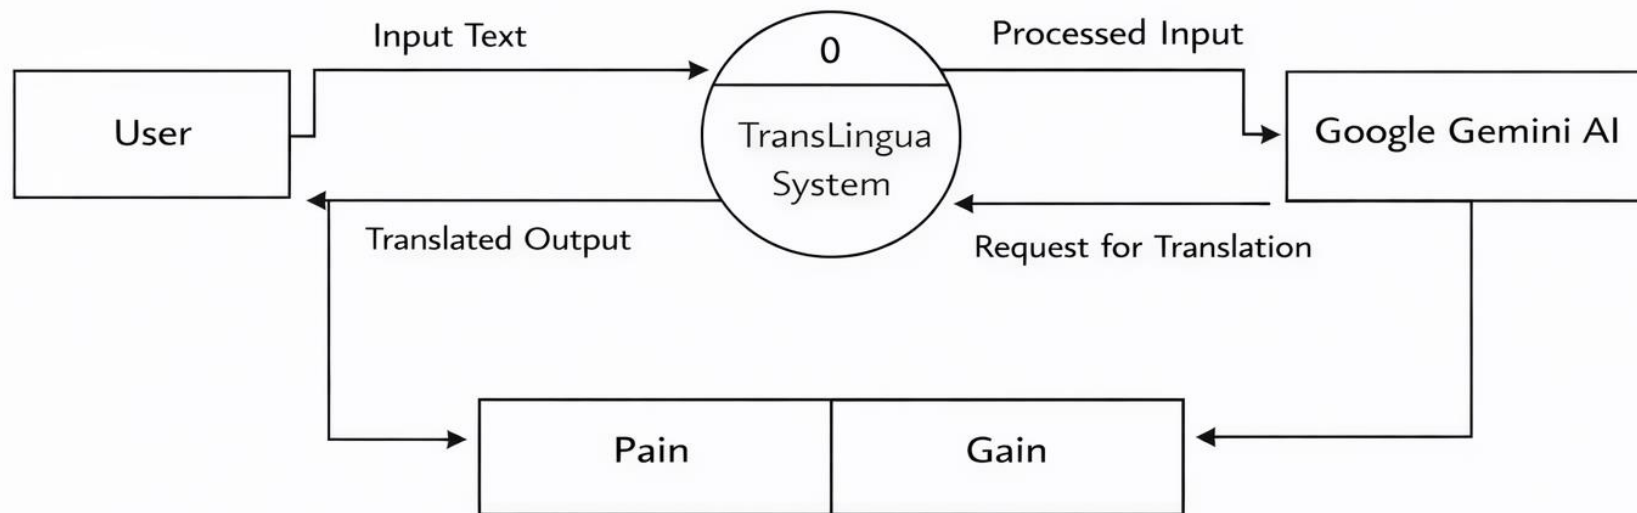 Input Text
0
Processed Input
User
TransLingua
System
Google Gemini AI
Translated Output
Request for Translation
Pain
Gain